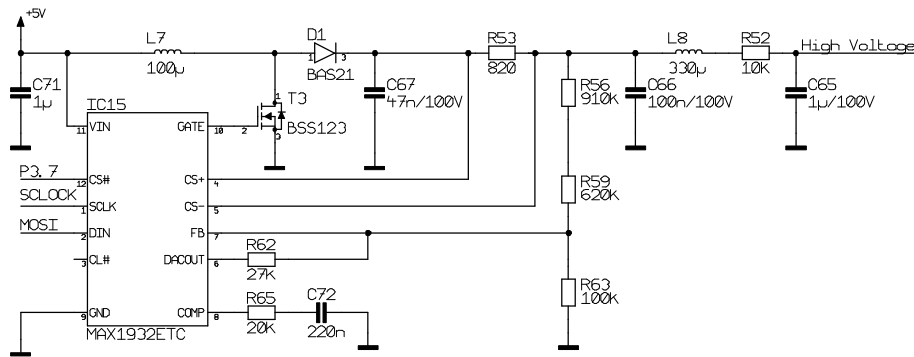 +5V
L7
100µ
D1
1
3
BAS21
R53
820
L8
330µ
R52
10K
High Voltage
C71
1µ
C67
47n/100V
R56
910K
C66
100n/100V
C65
1µ/100V
IC15
T3
1
2
3
BSS123
VIN
11
GATE
10
P3.7
CS#
12
CS+
4
SCLOCK
SCLK
1
CS-
5
R59
620K
MOSI
DIN
2
FB
7
CL#
3
DACOUT
6
R62
27K
R63
100K
GND
9
COMP
8
R65
20K
C72
220n
MAX1932ETC